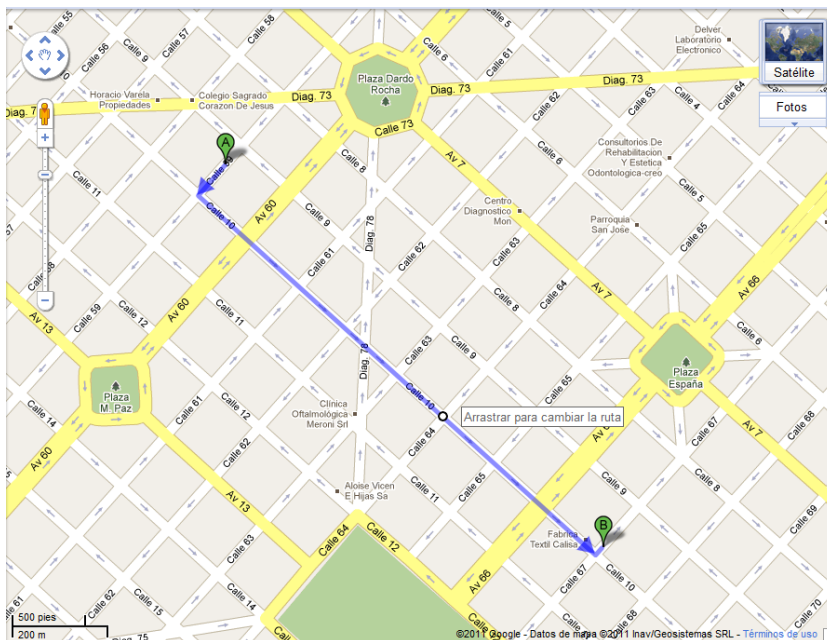 Calle 5
Calle 57
Calle 58
Calle 56
Calle 9
Calle 6
Calle 61
Delver
Laboratorio
Electronico
Satélite
Fotos
Plaza Dardo
Rocha
Diag. 73
Diag. 73
Diag. 73
Calle 64
Calle 63
Calle 4
Calle 62
Horacio Varela
Propiedades
Colegio Sagrado
Corazon De Jesus
Calle 73
A
Calle 8
Av 7
Calle 6
Consultorios De
Rehabilitacion
Y Estetica
Odontologica-creo
Calle 5
Calle 11
Calle 10
Av 60
Calle 9
Centro
Diagnostico
Mon
Parroquia
San Jose
Calle 65
Diag. 78
Calle 62
Calle 63
Calle 61
Calle 64
Av 66
Av 7
Calle 8
Calle 59
Calle 12
Av 60
Calle 11
Av 13
Calle 6
Calle 63
Calle 9
Diag. 78
Plaza
España
Plaza
M. Paz
Calle 10
Calle 65
Arrastrar para cambiar la ruta
Clínica
Oftalmológica
Meroni Srl
Calle 14
Calle 61
Calle 12
Calle 62
Calle 64
Calle 67
Calle 68
Av 7
Av 60
Calle 11
Calle 65
Calle 9
Calle 8
Aloise Vicen
E Hijas Sa
Av 13
Calle 69
B
Fabrica
Textil Calisa
Calle 64
Calle 12
Calle 63
Av 66
Calle 67
Calle 10
500 pies
200 m
Calle 61
Calle 62
Calle 15
Calle 14
Diag. 75
Calle 70
©2011 Google - Datos de mapa ©2011 Inav/Geosistemas SRL - Términos de uso